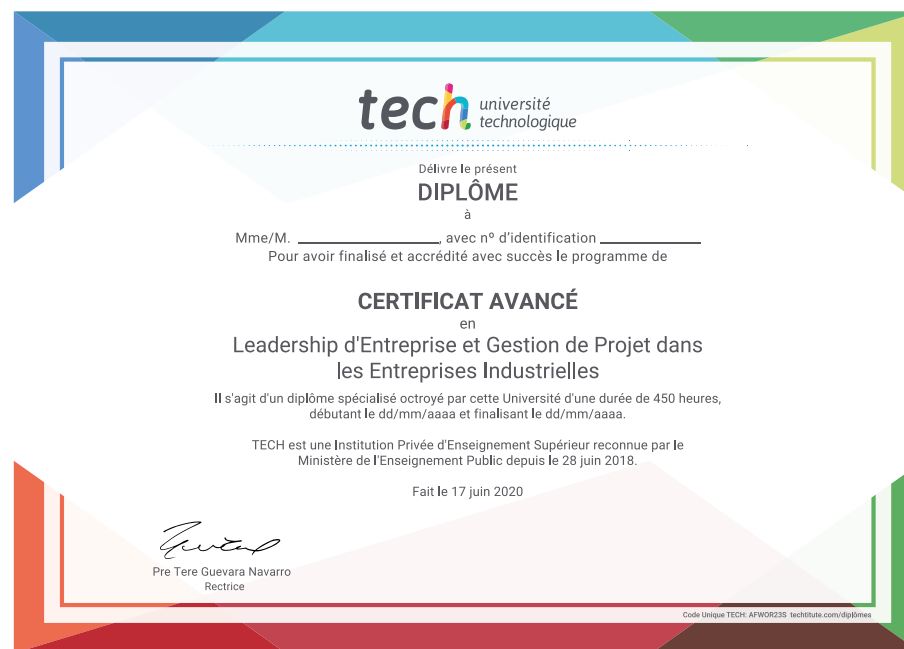 tech université
technologique
Délivre le présent
DIPLÔME
à
Mme/M. ____________, avec nº d'identification ____________
Pour avoir finalisé et accrédité avec succès le programme de
CERTIFICAT AVANCÉ
en
Leadership d'Entreprise et Gestion de Projet dans
les Entreprises Industrielles
Il s'agit d'un diplôme spécialisé octroyé par cette Université d'une durée de 450 heures,
débutant le dd/mm/aaaa et finalisant le dd/mm/aaaa.
TECH est une Institution Privée d'Enseignement Supérieur reconnue par le
Ministère de l'Enseignement Public depuis le 28 juin 2018.
Fait le 17 juin 2020
Pre Tere Guevara Navarro
Rectrice
Code Unique TECH: AFWOR23S techtitute.com/diplômes